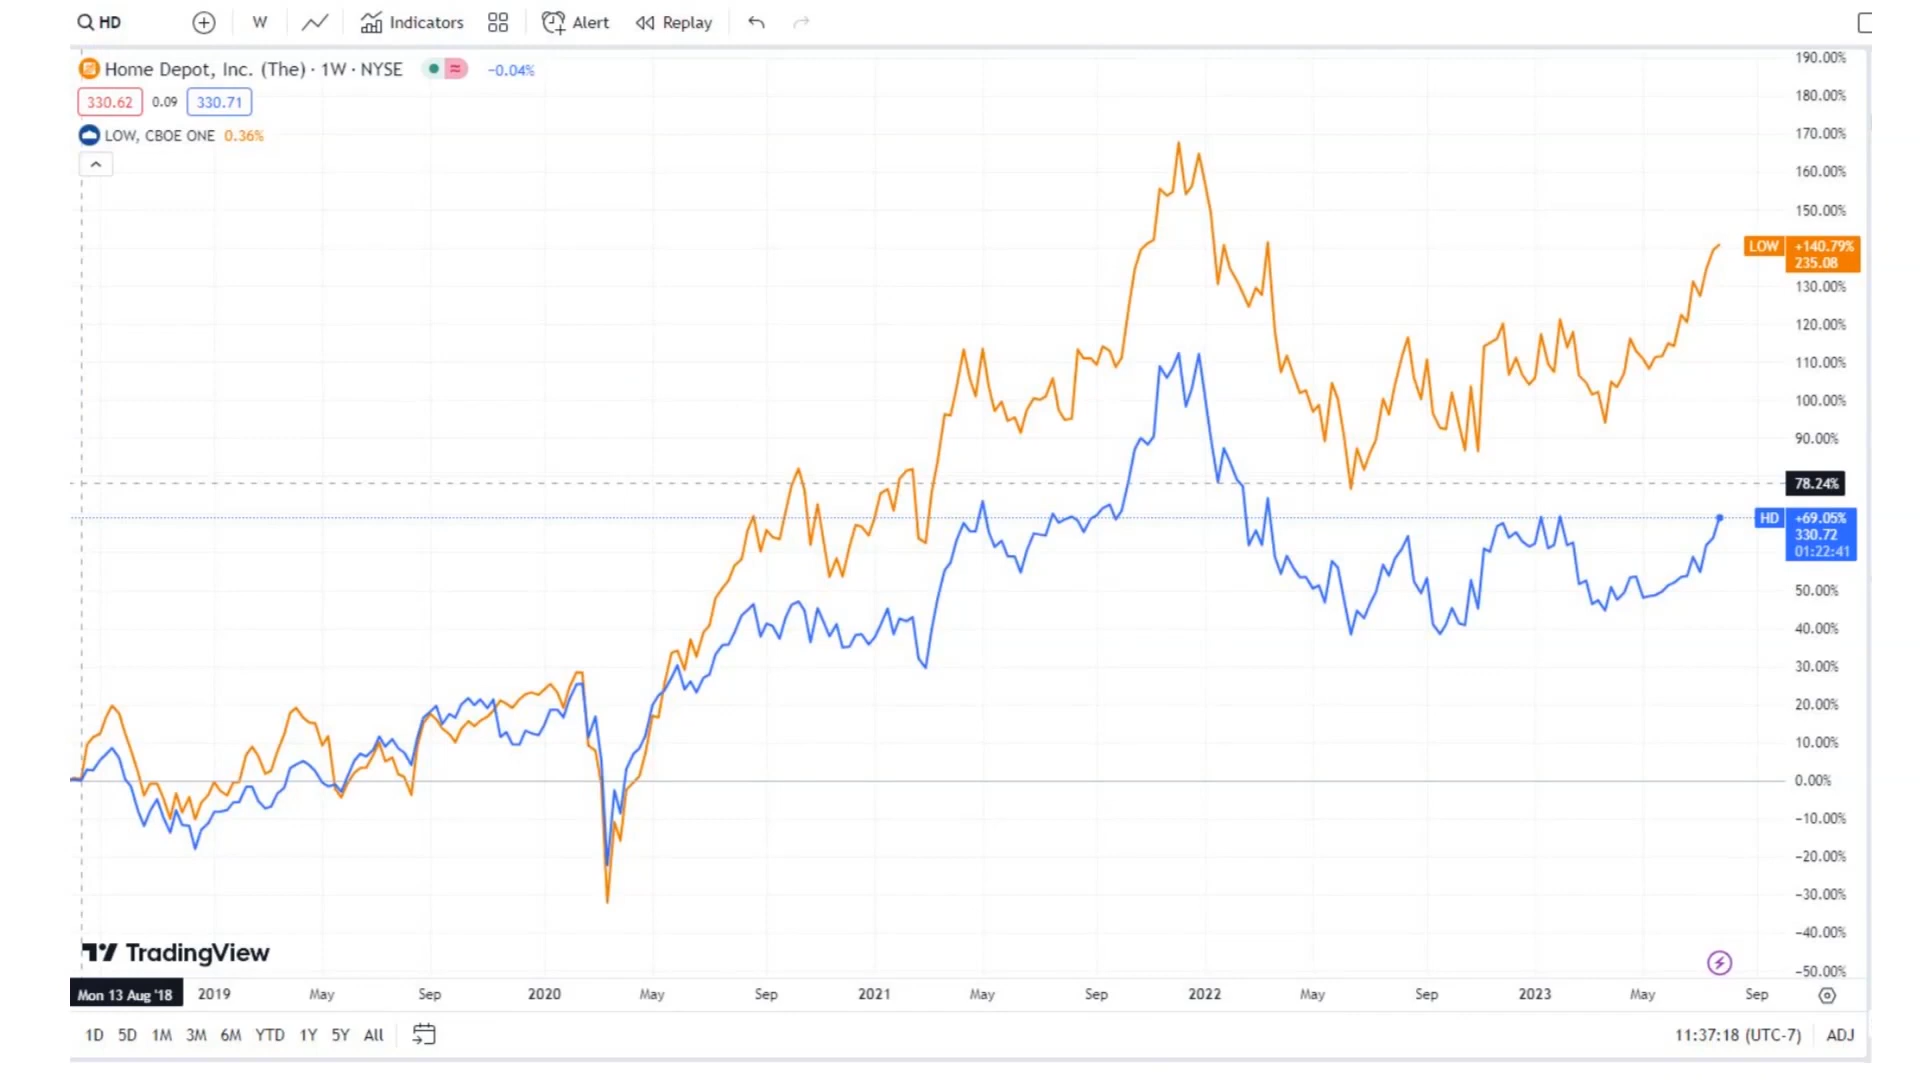 HD W Indicators Alert Replay
Home Depot, Inc. (The) · 1W · NYSE −0.04%
330.62 0.09 330.71
LOW, CBOE ONE 0.36%
190.00%
180.00%
170.00%
160.00%
150.00%
LOW +140.79%
235.08
130.00%
120.00%
110.00%
100.00%
90.00%
78.24%
HD +69.05%
330.72
01:22:41
50.00%
40.00%
30.00%
20.00%
10.00%
0.00%
−10.00%
−20.00%
−30.00%
−40.00%
−50.00%
TradingView
Mon 13 Aug '18 2019 May Sep 2020 May Sep 2021 May Sep 2022 May Sep 2023 May Sep
1D 5D 1M 3M 6M YTD 1Y 5Y All 11:37:18 (UTC-7) ADJ